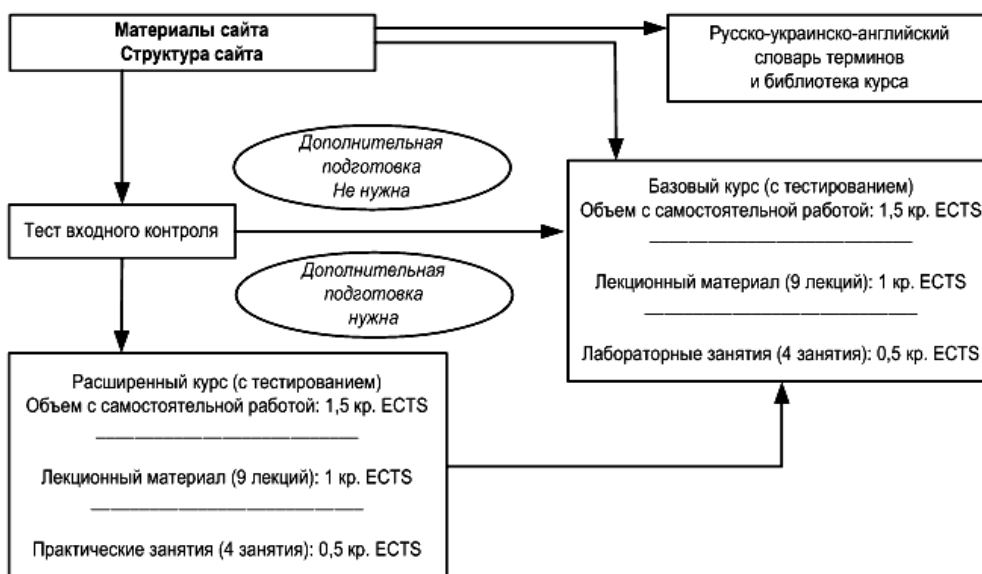 Материалы сайта
Структура сайта
Русско-украинско-английский
словарь терминов
и библиотека курса
Дополнительная
подготовка
Не нужна
Тест входного контроля
Дополнительная
подготовка
нужна
Базовый курс (с тестированием)
Объем с самостоятельной работой: 1,5 кр. ECTS
Лекционный материал (9 лекций): 1 кр. ECTS
Лабораторные занятия (4 занятия): 0,5 кр. ECTS
Расширенный курс (с тестированием)
Объем с самостоятельной работой: 1,5 кр. ECTS
Лекционный материал (9 лекций): 1 кр. ECTS
Практические занятия (4 занятия): 0,5 кр. ECTS